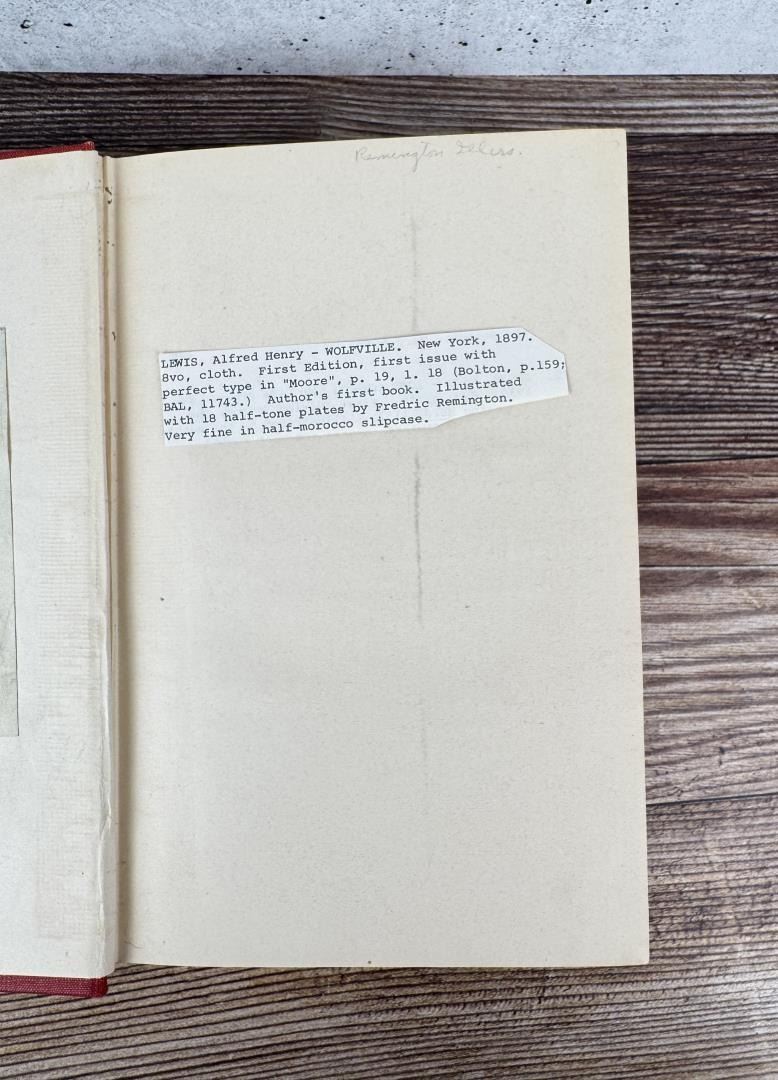 Remington Illus.
LEWIS, Alfred Henry - WOLFVILLE. New York, 1897.
8vo, cloth. First Edition, first issue with
perfect type in "Moore", p. 19, l. 18 (Bolton, p.159;
BAL, 11743.) Author's first book. Illustrated
with 18 half-tone plates by Fredric Remington.
Very fine in half-morocco slipcase.